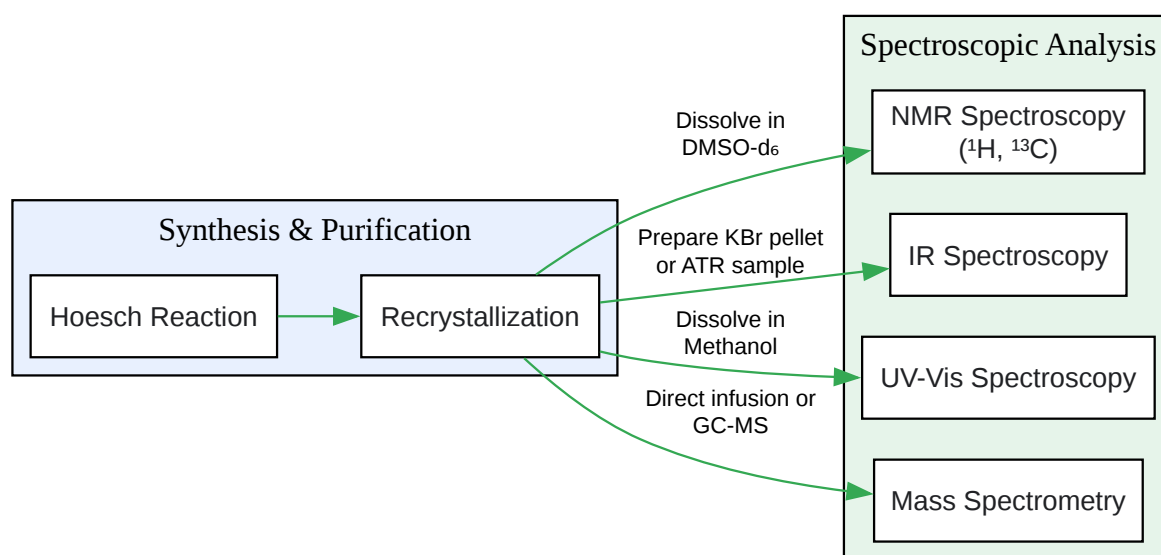 Synthesis & Purification
Hoesch Reaction
Recrystallization
Dissolve in
DMSO-d₆
Prepare KBr pellet
or ATR sample
Dissolve in
Methanol
Direct infusion or
GC-MS
Spectroscopic Analysis
NMR Spectroscopy
(¹H, ¹³C)
IR Spectroscopy
UV-Vis Spectroscopy
Mass Spectrometry